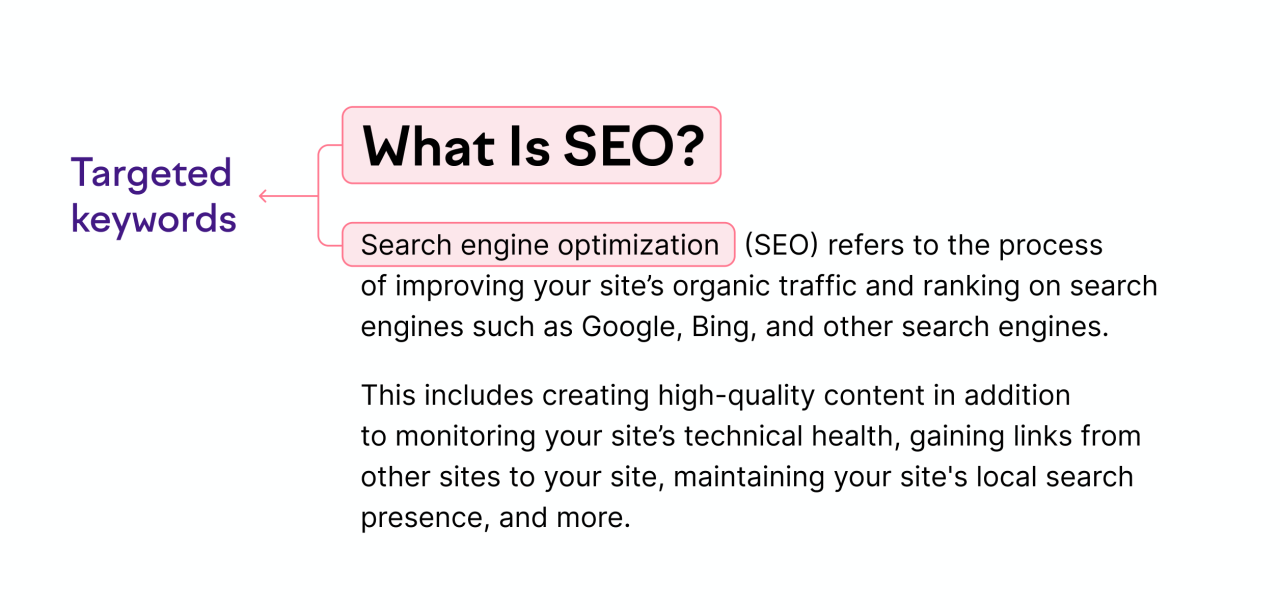 What Is SEO?
Targeted
keywords
Search engine optimization (SEO) refers to the process
of improving your site’s organic traffic and ranking on search
engines such as Google, Bing, and other search engines.
This includes creating high-quality content in addition
to monitoring your site’s technical health, gaining links from
other sites to your site, maintaining your site's local search
presence, and more.